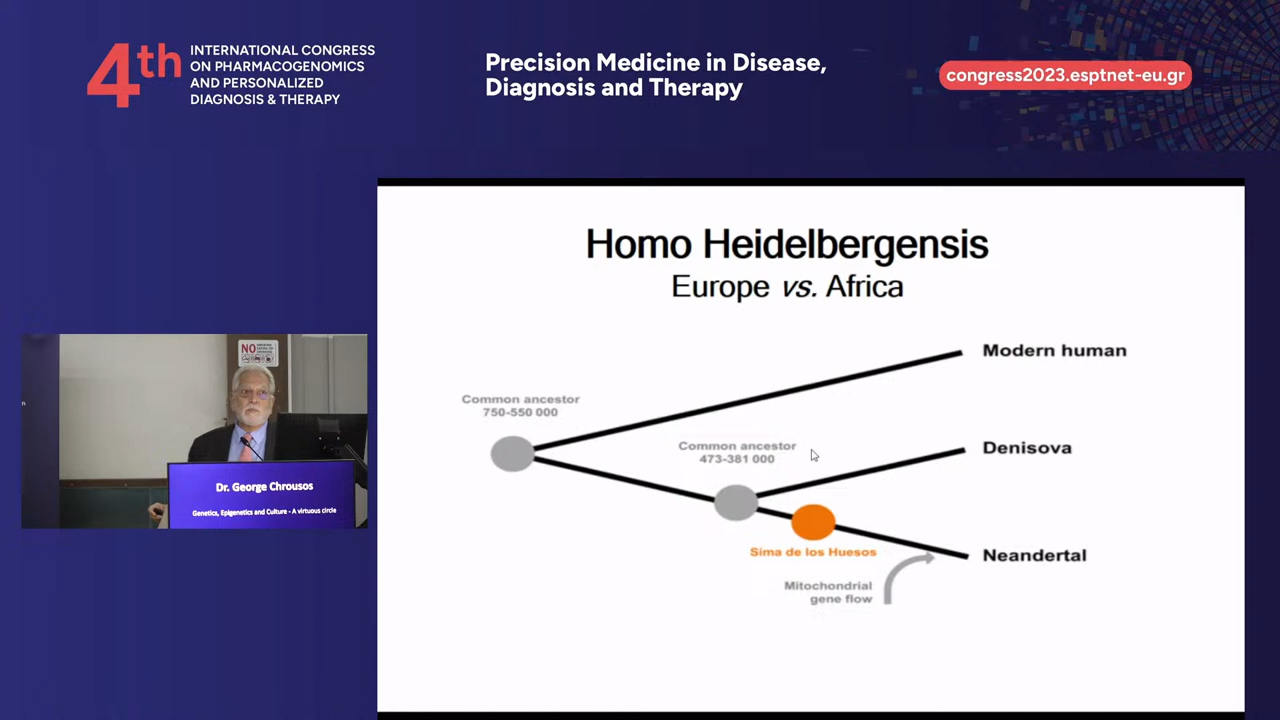 4th
INTERNATIONAL CONGRESS
ON PHARMACOGENOMICS
AND PERSONALIZED
DIAGNOSIS & THERAPY
Precision Medicine in Disease,
Diagnosis and Therapy
congress2023.esptnet-eu.gr
Homo Heidelbergensis
Europe vs. Africa
Modern human
Common ancestor
750-550 000
Common ancestor
473-381 000
Denisova
Sima de los Huesos
Neandertal
Mitochondrial
gene flow
NO
Dr. George Chrousos
Genetics, Epigenetics and Culture - A virtuous circle